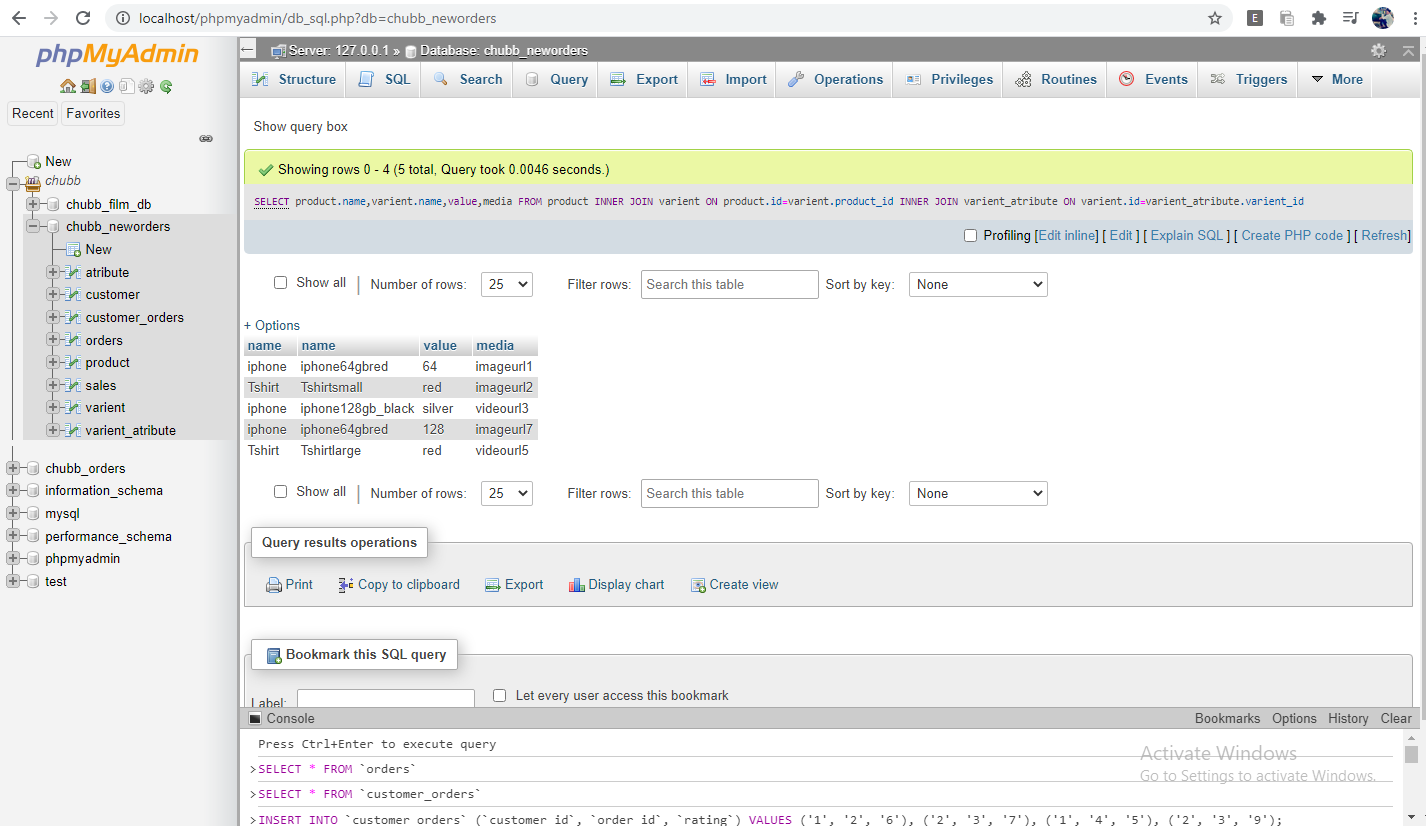 localhost/phpmyadmin/db_sql.php?db=chubb_neworders
E
phpMyAdmin
Recent Favorites
New
chubb
chubb_film_db
chubb_neworders
New
atribute
customer
customer_orders
orders
product
sales
varient
varient_atribute
chubb_orders
information_schema
mysql
performance_schema
phpmyadmin
test
Server: 127.0.0.1 » Database: chubb_neworders
Structure SQL Search Query Export Import Operations Privileges Routines Events Triggers More
Show query box
Showing rows 0 - 4 (5 total, Query took 0.0046 seconds.)
SELECT product.name,varient.name,value,media FROM product INNER JOIN varient ON product.id=varient.product_id INNER JOIN varient_atribute ON varient.id=varient_atribute.varient_id
Profiling [Edit inline] [ Edit ] [ Explain SQL ] [ Create PHP code ] [ Refresh]
Show all | Number of rows: 25 Filter rows: Search this table Sort by key: None
+ Options
name name value media
iphone iphone64gbred 64 imageurl1
Tshirt Tshirtsmall red imageurl2
iphone iphone128gb_black silver videourl3
iphone iphone64gbred 128 imageurl7
Tshirt Tshirtlarge red videourl5
Show all | Number of rows: 25 Filter rows: Search this table Sort by key: None
Query results operations
Print Copy to clipboard Export Display chart Create view
Bookmark this SQL query
Label: Let every user access this bookmark
Console Bookmarks Options History Clear
Press Ctrl+Enter to execute query
>SELECT * FROM `orders`
>SELECT * FROM `customer_orders`
>INSERT INTO `customer_orders` (`customer_id`, `order_id`, `rating`) VALUES ('1', '2', '6'), ('2', '3', '7'), ('1', '4', '5'), ('2', '3', '9');
Activate Windows
Go to Settings to activate Windows.